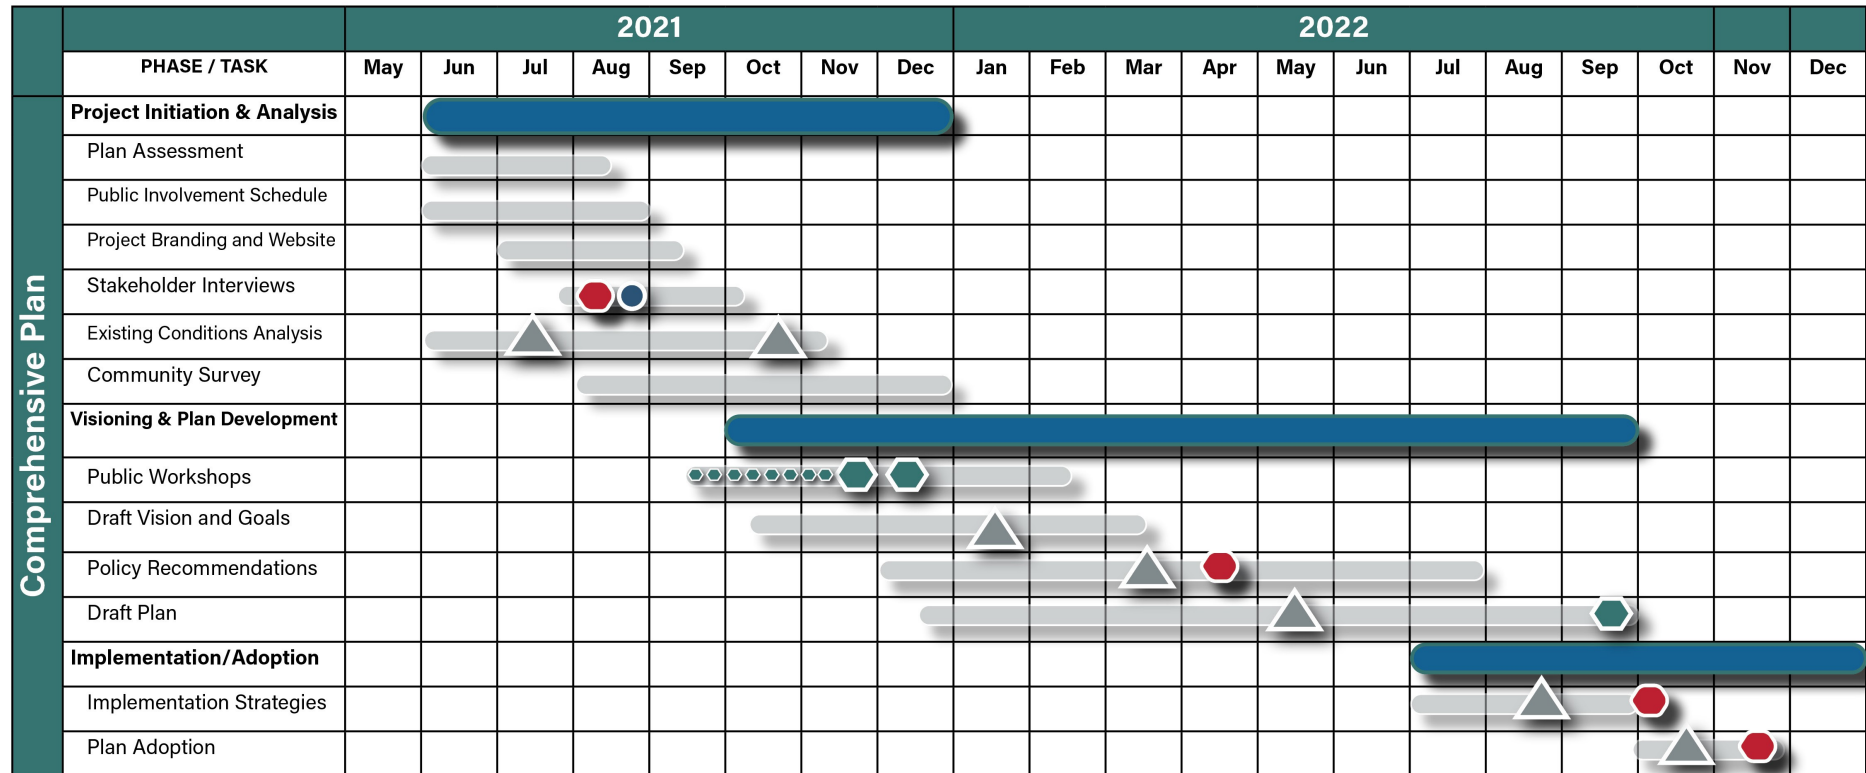 2021 2022
PHASE / TASK May Jun Jul Aug Sep Oct Nov Dec Jan Feb Mar Apr May Jun Jul Aug Sep Oct Nov Dec
Comprehensive Plan
Project Initiation & Analysis
Plan Assessment
Public Involvement Schedule
Project Branding and Website
Stakeholder Interviews
Existing Conditions Analysis
Community Survey
Visioning & Plan Development
Public Workshops
Draft Vision and Goals
Policy Recommendations
Draft Plan
Implementation/Adoption
Implementation Strategies
Plan Adoption